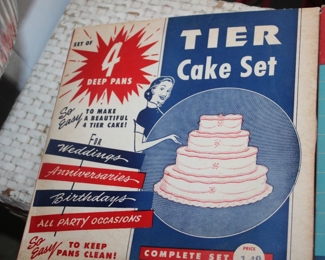 SET OF
4
DEEP PANS
TIER
Cake Set
So Easy TO MAKE
A BEAUTIFUL
4 TIER CAKE!
FOR
Weddings
Anniversaries
Birthdays
ALL PARTY OCCASIONS
So Easy TO KEEP
PANS CLEAN!
COMPLETE SET
PRICE